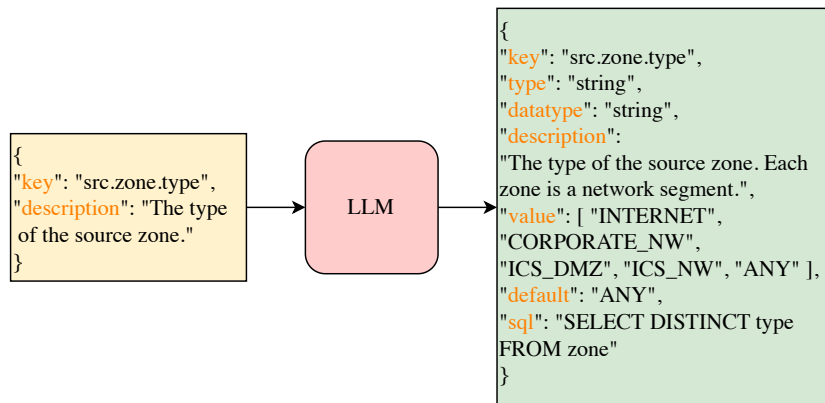 {
"key": "src.zone.type",
"description": "The type
of the source zone."
}
LLM
{
"key": "src.zone.type",
"type": "string",
"datatype": "string",
"description":
"The type of the source zone. Each
zone is a network segment.",
"value": [ "INTERNET",
"CORPORATE_NW",
"ICS_DMZ", "ICS_NW", "ANY" ],
"default": "ANY",
"sql": "SELECT DISTINCT type
FROM zone"
}